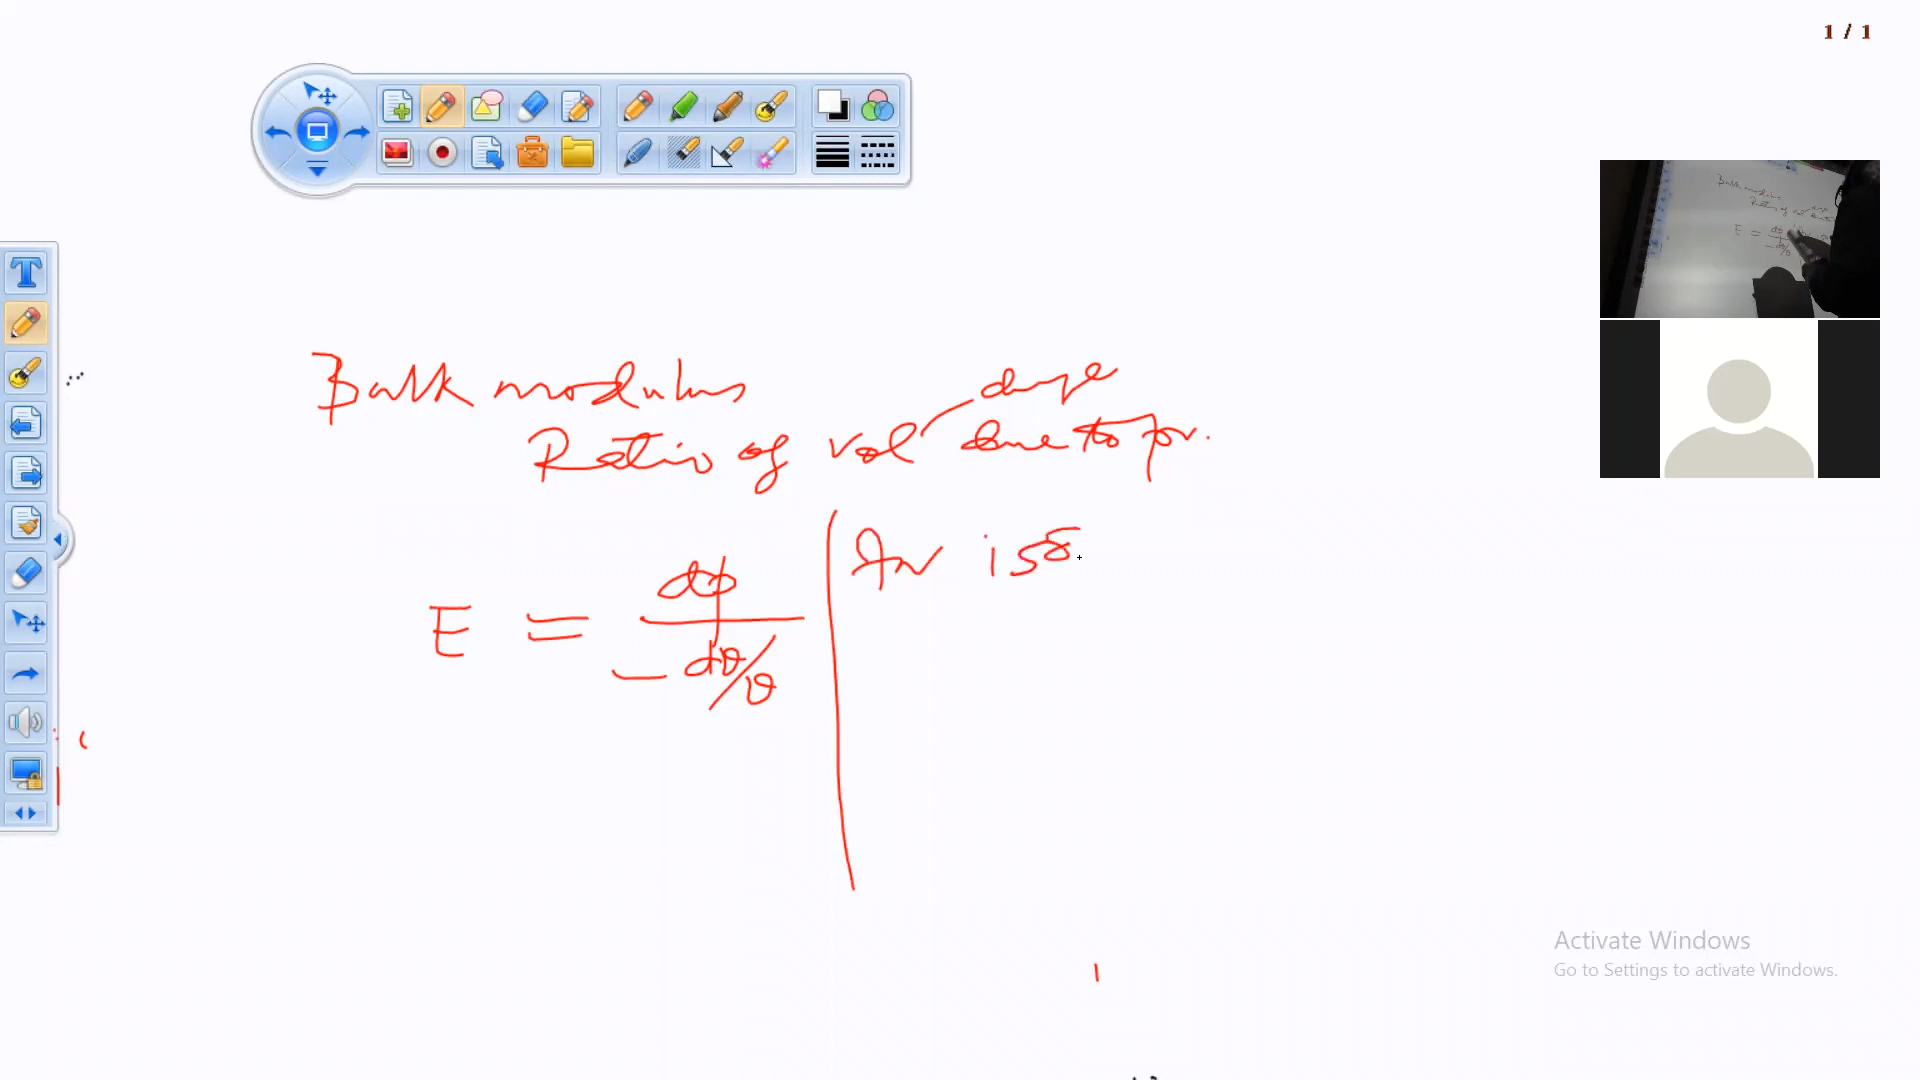 1 / 1
Bulk modulus
change
Ratio of vol due to pr.
E = dp / - dv/v
for ise
Activate Windows
Go to Settings to activate Windows.